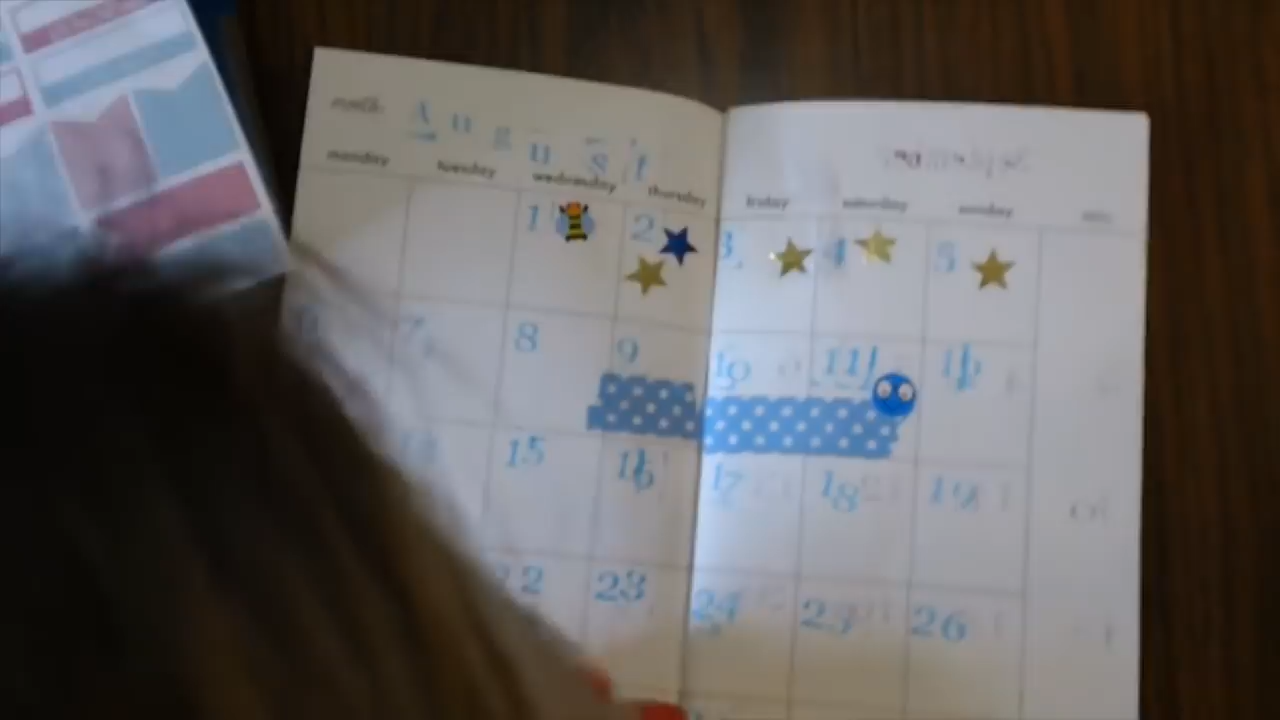 August
monday tuesday wednesday thursday friday saturday sunday
1 2 3 4 5
7 8 9 10 11 12
15 16 17 18 19
23 24 25 26